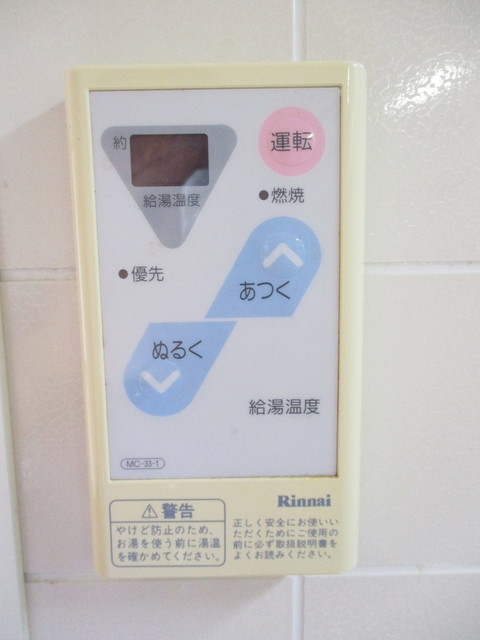 約
運転
給湯温度
燃焼
優先
あつく
ぬるく
給湯温度
MC-33-1
Rinnai
警告
やけど防止のため、
お湯を使う前に湯温
を確かめてください。
正しく安全にお使いい
ただくためにご使用の
前に必ず取扱説明書を
よくお読みください。